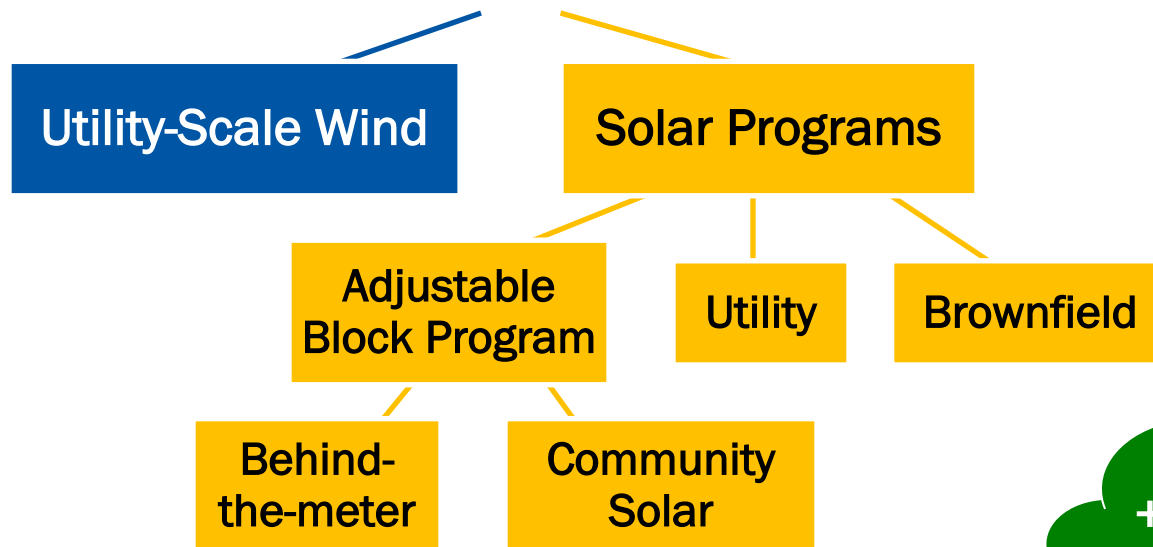 Utility-Scale Wind
Solar Programs
Adjustable
Block Program
Utility
Brownfield
Behind-
the-meter
Community
Solar
+